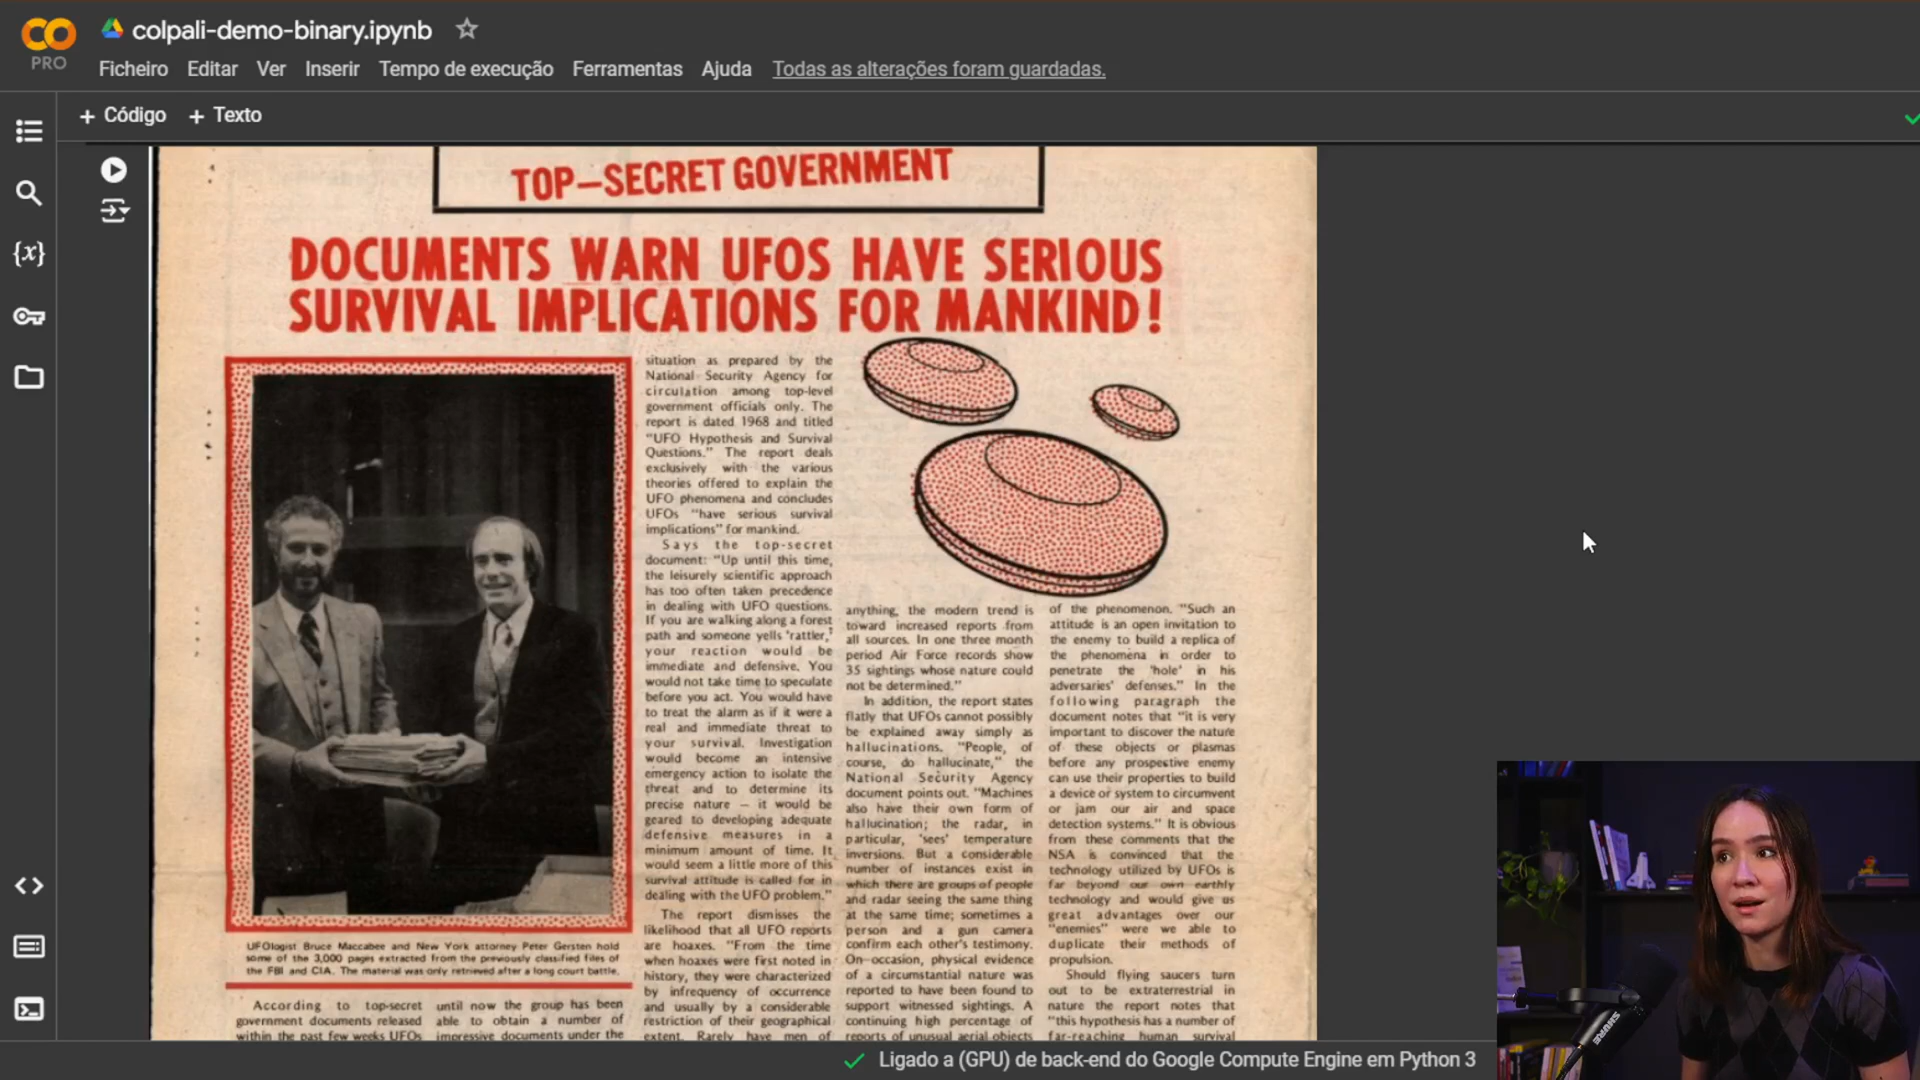 colpali-demo-binary.ipynb
PRO
Ficheiro Editar Ver Inserir Tempo de execução Ferramentas Ajuda Todas as alterações foram guardadas.
+ Código + Texto
TOP—SECRET GOVERNMENT
DOCUMENTS WARN UFOS HAVE SERIOUS
SURVIVAL IMPLICATIONS FOR MANKIND!
UFOlogist Bruce Maccabee and New York attorney Peter Gersten hold
some of the 3,000 pages extracted from the previously classified files of
the FBI and CIA. The material was only retrieved after a long court battle.
According to top-secret
government documents released
within the past few weeks UFOs
until now the group has been
able to obtain a number of
impressive documents under the
situation as prepared by the
National Security Agency for
circulation among top-level
government officials only. The
report is dated 1968 and titled
"UFO Hypothesis and Survival
Questions." The report deals
exclusively with the various
theories offered to explain the
UFO phenomena and concludes
UFOs "have serious survival
implications" for mankind.
Says the top-secret
document: "Up until this time,
the leisurely scientific approach
has too often taken precedence
in dealing with UFO questions.
If you are walking along a forest
path and someone yells 'rattler,'
your reaction would be
immediate and defensive. You
would not take time to speculate
before you act. You would have
to treat the alarm as if it were a
real and immediate threat to
your survival. Investigation
would become an intensive
emergency action to isolate the
threat and to determine its
precise nature — it would be
geared to developing adequate
defensive measures in a
minimum amount of time. It
would seem a little more of this
survival attitude is called for in
dealing with the UFO problem."
The report dismisses the
likelihood that all UFO reports
are hoaxes. "From the time
when hoaxes were first noted in
history, they were characterized
by infrequency of occurrence
and usually by a considerable
restriction of their geographical
extent. Rarely have men of
anything, the modern trend is
toward increased reports from
all sources. In one three month
period Air Force records show
35 sightings whose nature could
not be determined."
In addition, the report states
flatly that UFOs cannot possibly
be explained away simply as
hallucinations. "People, of
course, do hallucinate," the
National Security Agency
document points out. "Machines
also have their own form of
hallucination; the radar, in
particular, 'sees' temperature
inversions. But a considerable
number of instances exist in
which there are groups of people
and radar seeing the same thing
at the same time; sometimes a
person and a gun camera
confirm each other's testimony.
On—occasion, physical evidence
of a circumstantial nature was
reported to have been found to
support witnessed sightings. A
continuing high percentage of
reports of unusual aerial objects
of the phenomenon. "Such an
attitude is an open invitation to
the enemy to build a replica of
the phenomena in order to
penetrate the 'hole' in his
adversaries' defenses." In the
following paragraph the
document notes that "it is very
important to discover the nature
of these objects or plasmas
before any prospective enemy
can use their properties to build
a device or system to circumvent
or jam our air and space
detection systems." It is obvious
from these comments that the
NSA is convinced that the
technology utilized by UFOs is
far beyond our own earthly
technology and would give us
great advantages over our
"enemies" were we able to
duplicate their methods of
propulsion.
Should flying saucers turn
out to be extraterrestrial in
nature the report notes that
"this hypothesis has a number of
far-reaching human survival
Ligado a (GPU) de back-end do Google Compute Engine em Python 3